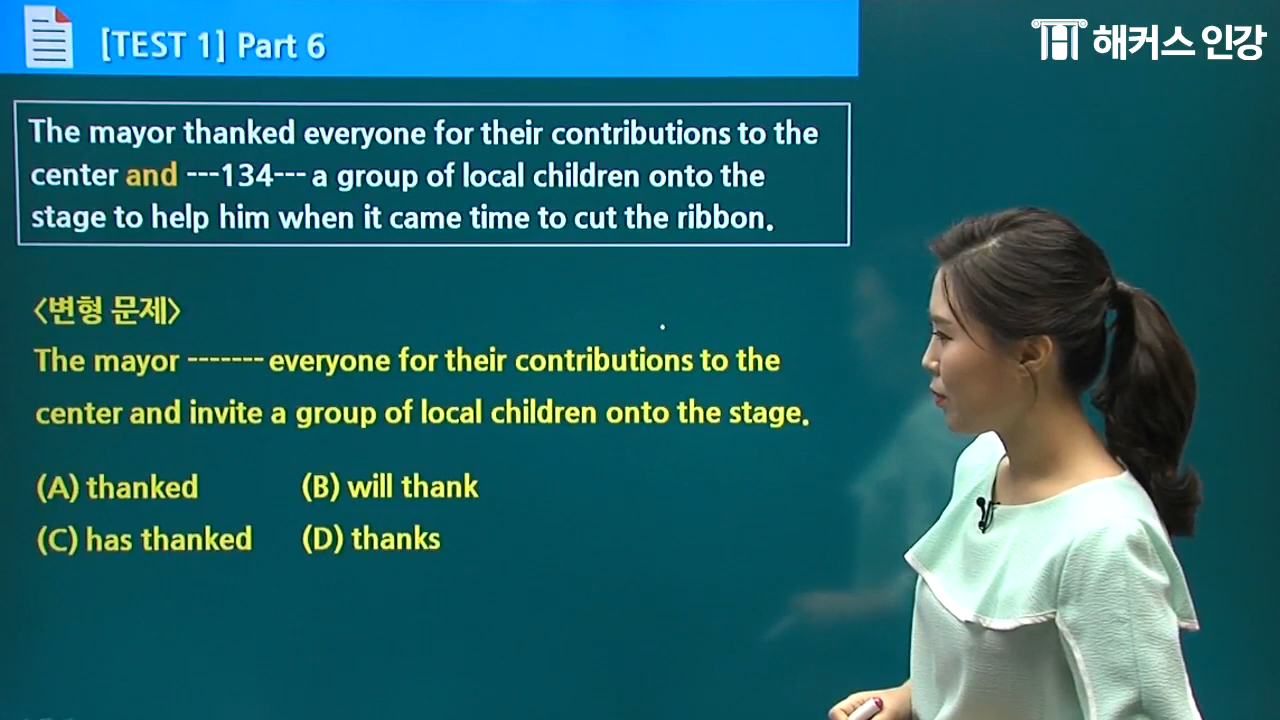 [TEST 1] Part 6
해커스 인강
The mayor thanked everyone for their contributions to the
center and ---134--- a group of local children onto the
stage to help him when it came time to cut the ribbon.
<변형 문제>
The mayor ------- everyone for their contributions to the
center and invite a group of local children onto the stage.
(A) thanked (B) will thank
(C) has thanked (D) thanks